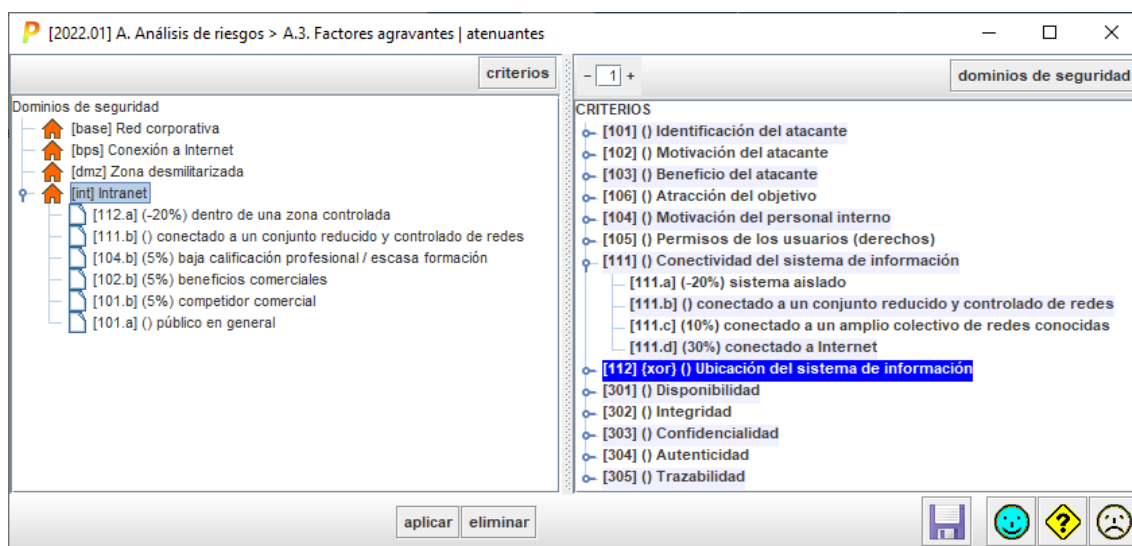 [2022.01] A. Análisis de riesgos > A.3. Factores agravantes | atenuantes
criterios
Dominios de seguridad
[base] Red corporativa
[bps] Conexión a Internet
[dmz] Zona desmilitarizada
[int] Intranet
[112.a] (-20%) dentro de una zona controlada
[111.b] () conectado a un conjunto reducido y controlado de redes
[104.b] (5%) baja calificación profesional / escasa formación
[102.b] (5%) beneficios comerciales
[101.b] (5%) competidor comercial
[101.a] () público en general
- 1 +
dominios de seguridad
CRITERIOS
[101] () Identificación del atacante
[102] () Motivación del atacante
[103] () Beneficio del atacante
[106] () Atracción del objetivo
[104] () Motivación del personal interno
[105] () Permisos de los usuarios (derechos)
[111] () Conectividad del sistema de información
[111.a] (-20%) sistema aislado
[111.b] () conectado a un conjunto reducido y controlado de redes
[111.c] (10%) conectado a un amplio colectivo de redes conocidas
[111.d] (30%) conectado a Internet
[112] {xor} () Ubicación del sistema de información
[301] () Disponibilidad
[302] () Integridad
[303] () Confidencialidad
[304] () Autenticidad
[305] () Trazabilidad
aplicar eliminar